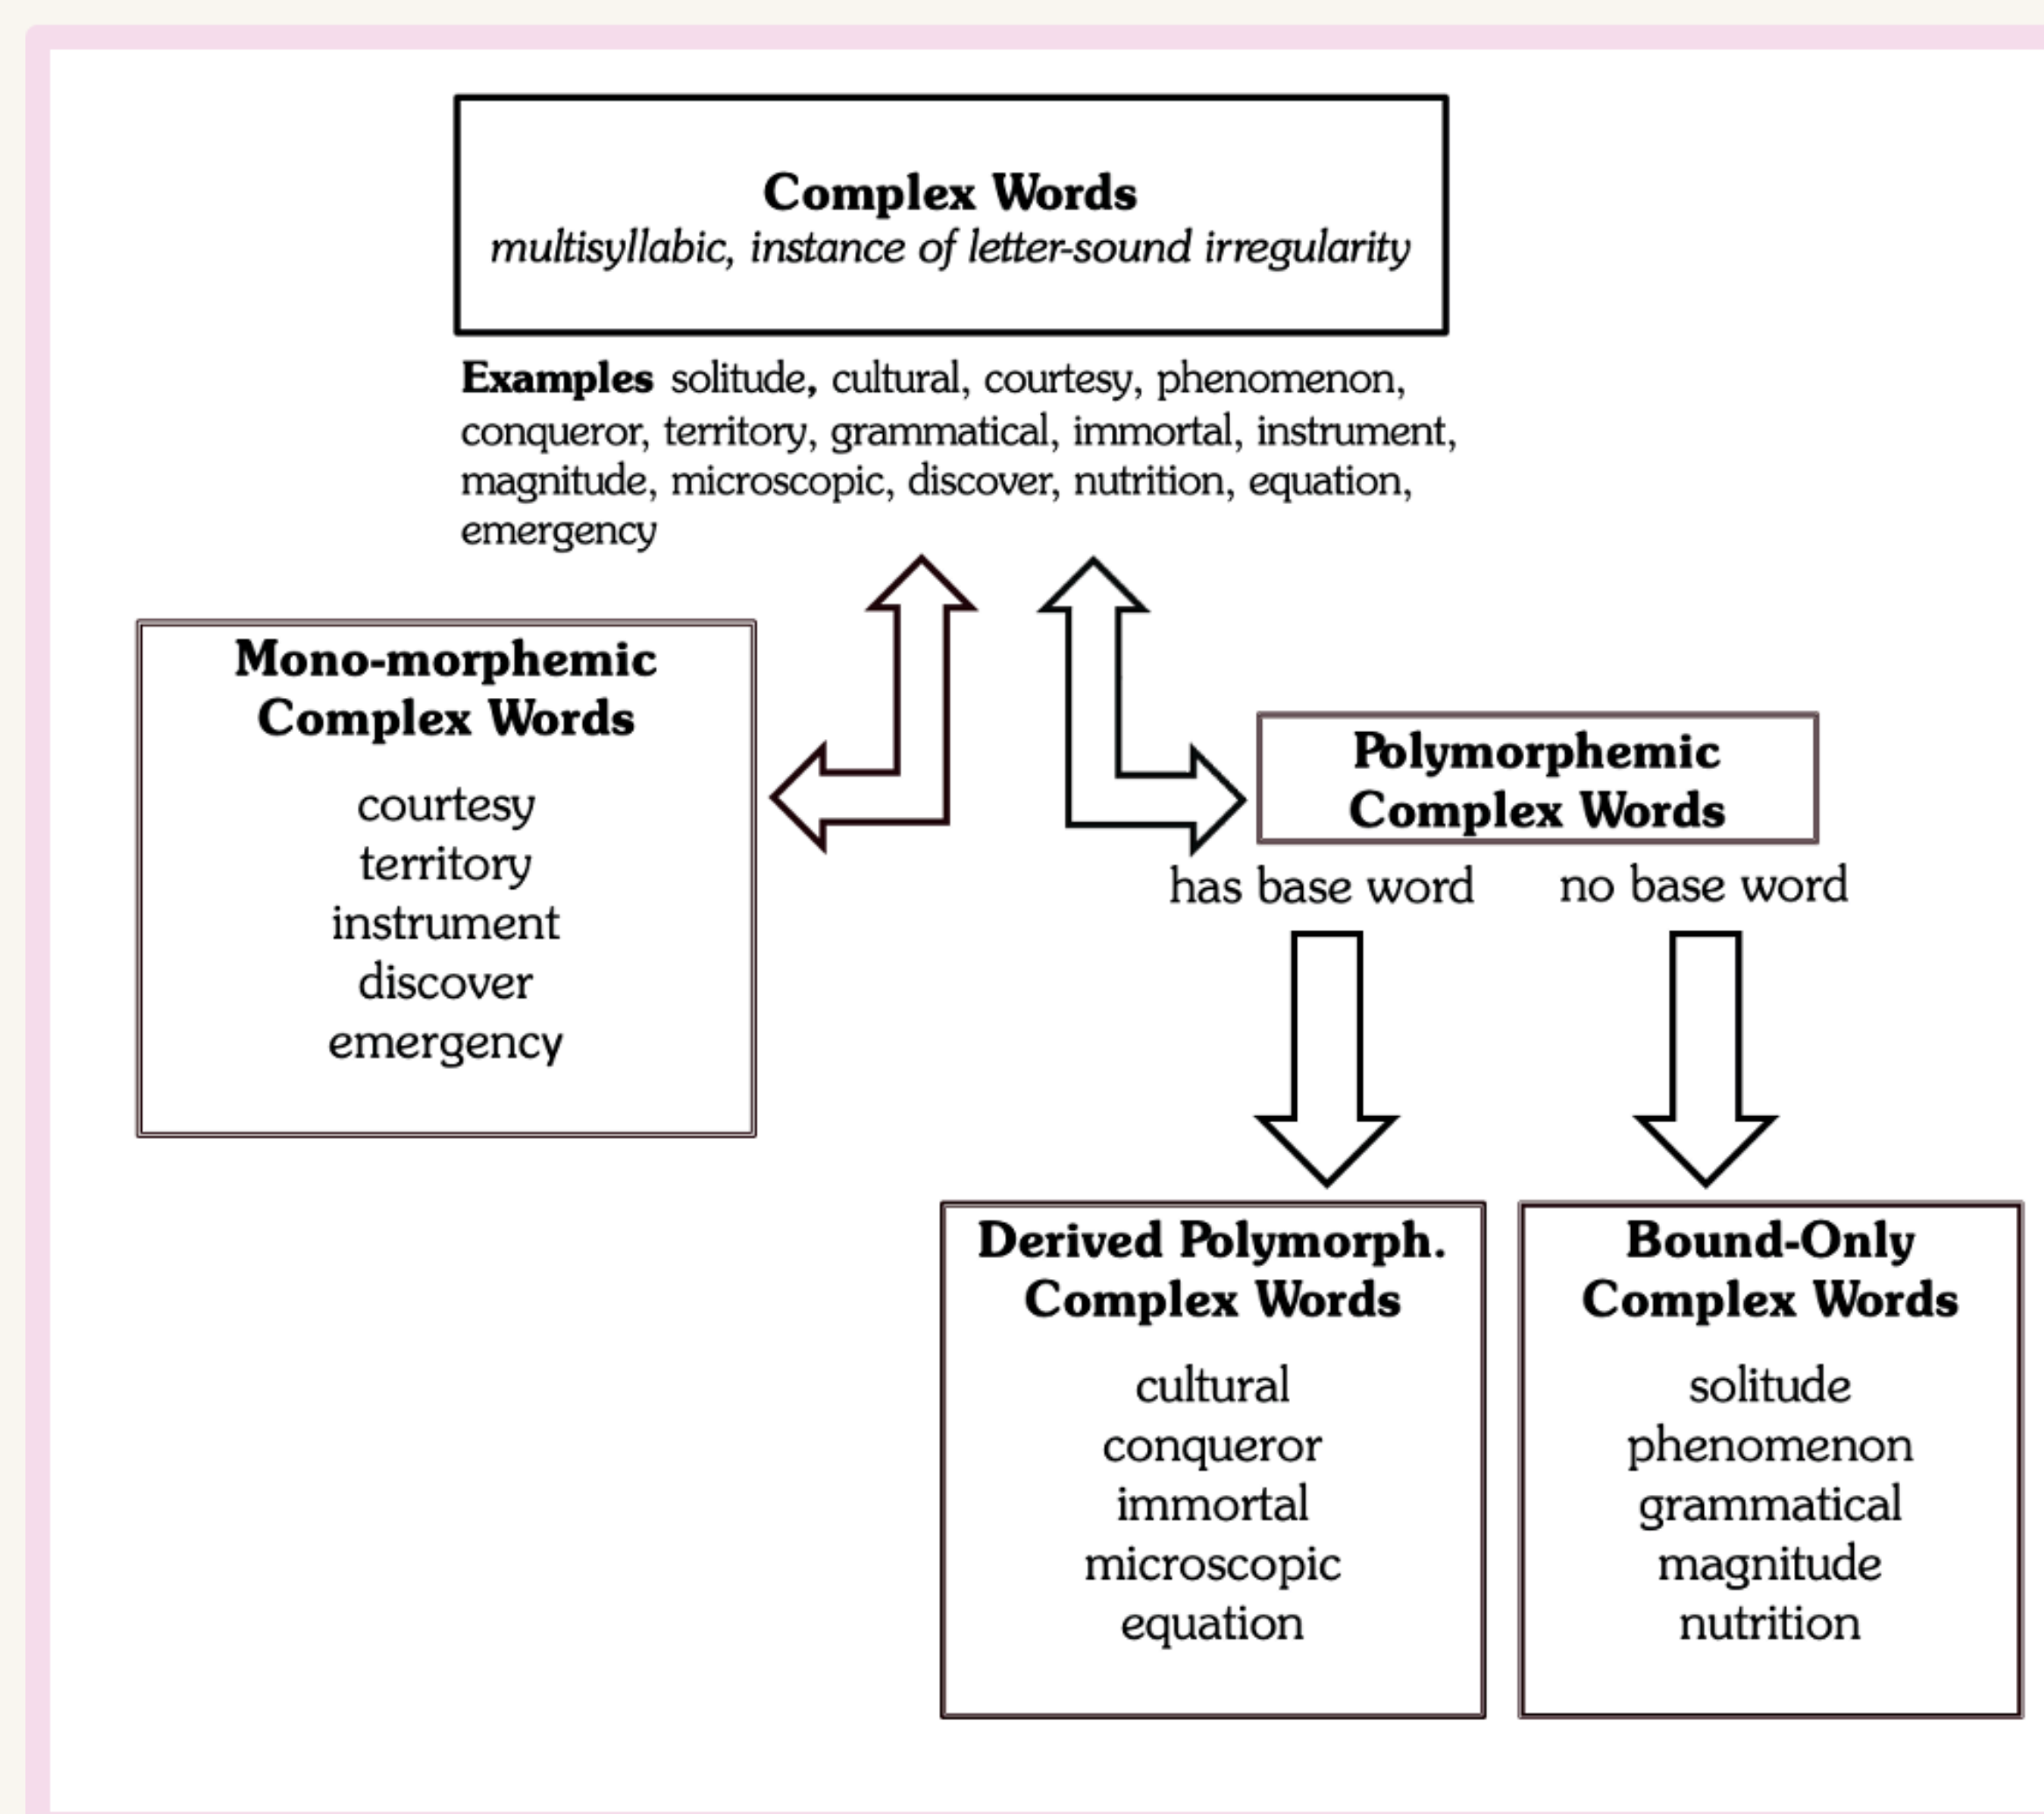 Complex Words
multisyllabic, instance of letter-sound irregularity
Examples solitude, cultural, courtesy, phenomenon,
conqueror, territory, grammatical, immortal, instrument,
magnitude, microscopic, discover, nutrition, equation,
emergency
Mono-morphemic
Complex Words
courtesy
territory
instrument
discover
emergency
Polymorphemic
Complex Words
has base word
no base word
Derived Polymorph.
Complex Words
cultural
conqueror
immortal
microscopic
equation
Bound-Only
Complex Words
solitude
phenomenon
grammatical
magnitude
nutrition